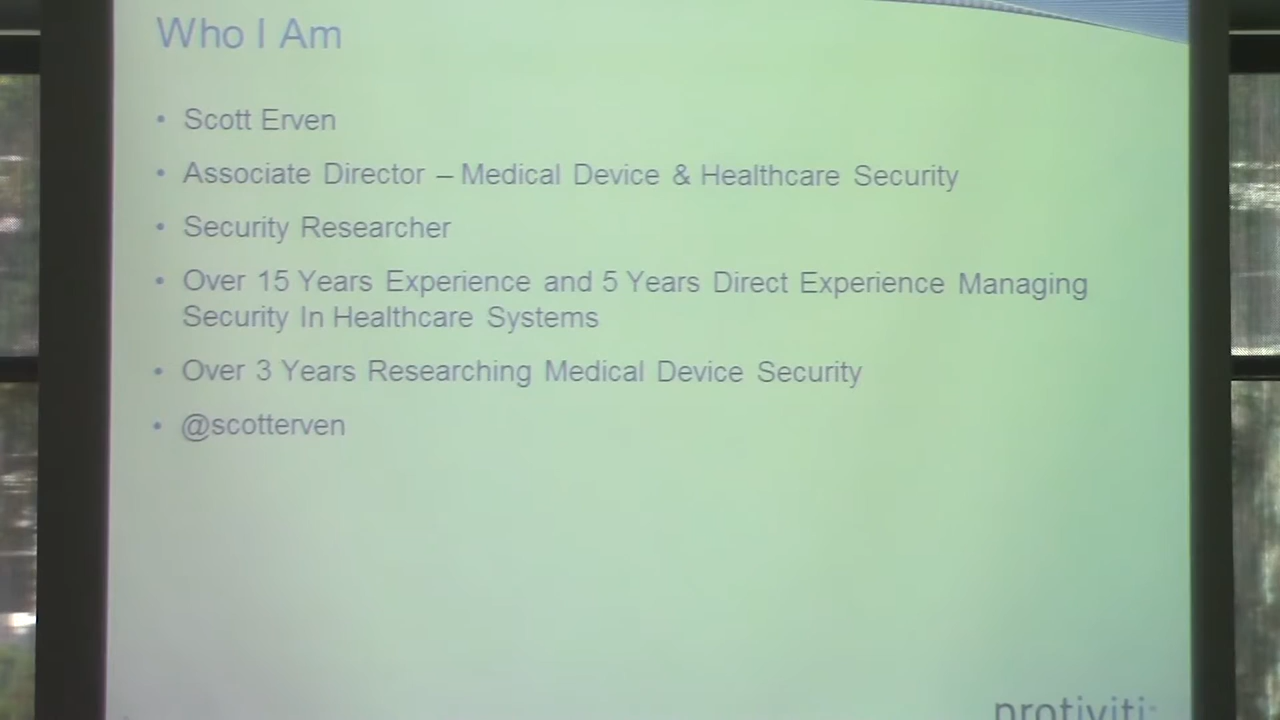 Who I Am
• Scott Erven
• Associate Director – Medical Device & Healthcare Security
• Security Researcher
• Over 15 Years Experience and 5 Years Direct Experience Managing
Security In Healthcare Systems
• Over 3 Years Researching Medical Device Security
• @scotterven
protiviti